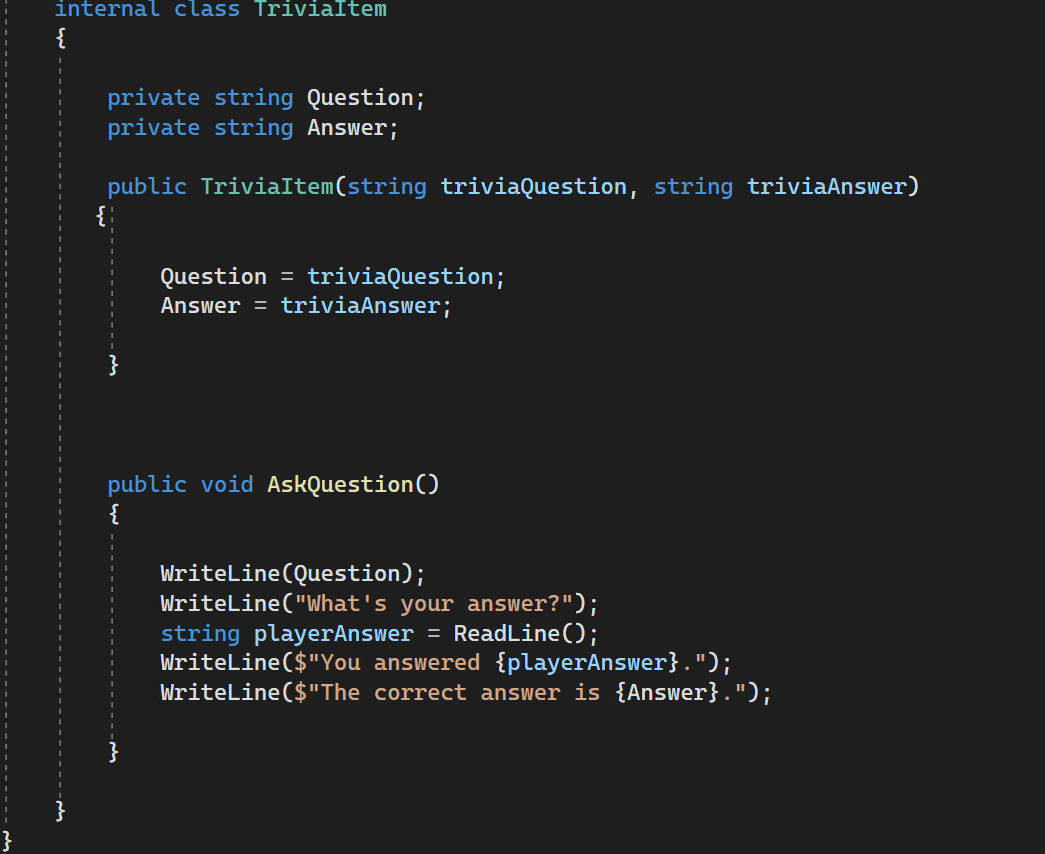 internal class TriviaItem
{
private string Question;
private string Answer;
public TriviaItem(string triviaQuestion, string triviaAnswer)
{
Question = triviaQuestion;
Answer = triviaAnswer;
}
public void AskQuestion()
{
WriteLine(Question);
WriteLine("What's your answer?");
string playerAnswer = ReadLine();
WriteLine($"You answered {playerAnswer}.");
WriteLine($"The correct answer is {Answer}.");
}
}
}